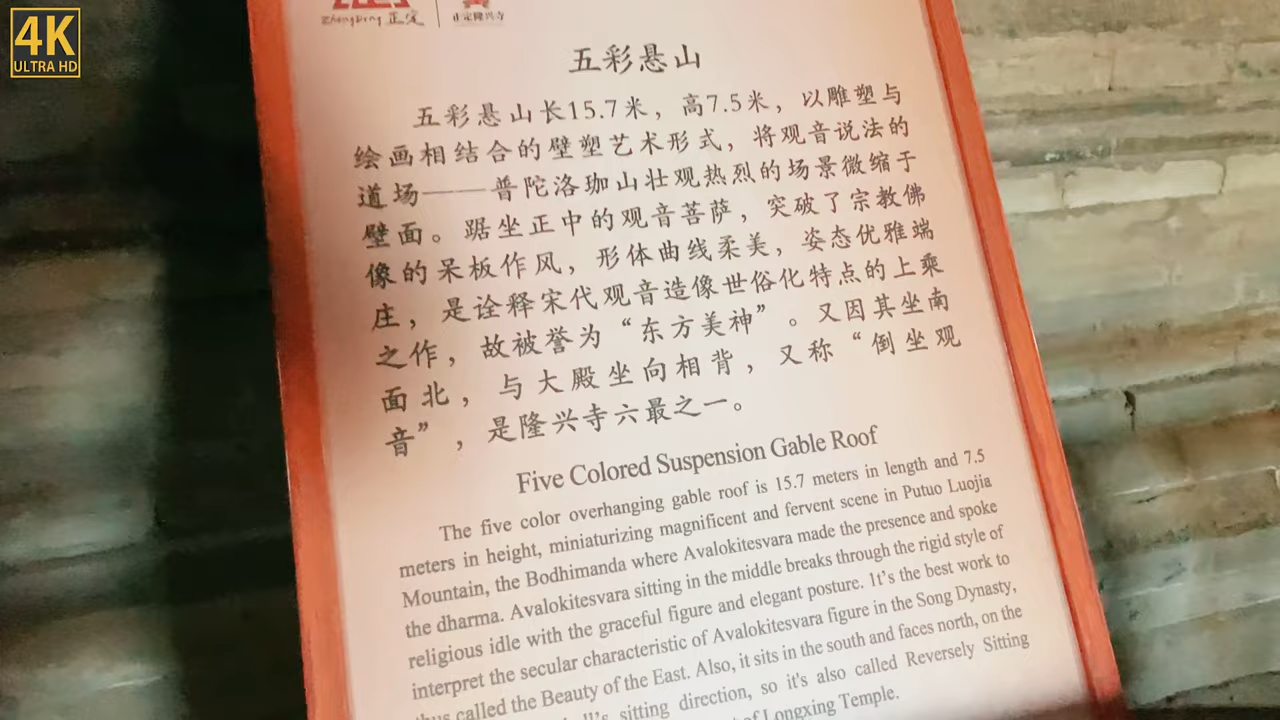 4K
ULTRA HD
ZhengDing 正定
正定隆兴寺
五彩悬山
五彩悬山长15.7米，高7.5米，以雕塑与
绘画相结合的壁塑艺术形式，将观音说法的
道场——普陀洛珈山壮观热烈的场景微缩于
壁面。踞坐正中的观音菩萨，突破了宗教佛
像的呆板作风，形体曲线柔美，姿态优雅端
庄，是诠释宋代观音造像世俗化特点的上乘
之作，故被誉为“东方美神”。又因其坐南
面北，与大殿坐向相背，又称“倒坐观
音”，是隆兴寺六最之一。
Five Colored Suspension Gable Roof
The five color overhanging gable roof is 15.7 meters in length and 7.5
meters in height, miniaturizing magnificent and fervent scene in Putuo Luojia
Mountain, the Bodhimanda where Avalokitesvara made the presence and spoke
the dharma. Avalokitesvara sitting in the middle breaks through the rigid style of
religious idle with the graceful figure and elegant posture. It's the best work to
interpret the secular characteristic of Avalokitesvara figure in the Song Dynasty,
thus called the Beauty of the East. Also, it sits in the south and faces north, on the
sitting direction, so it's also called Reversely Sitting
of Longxing Temple.